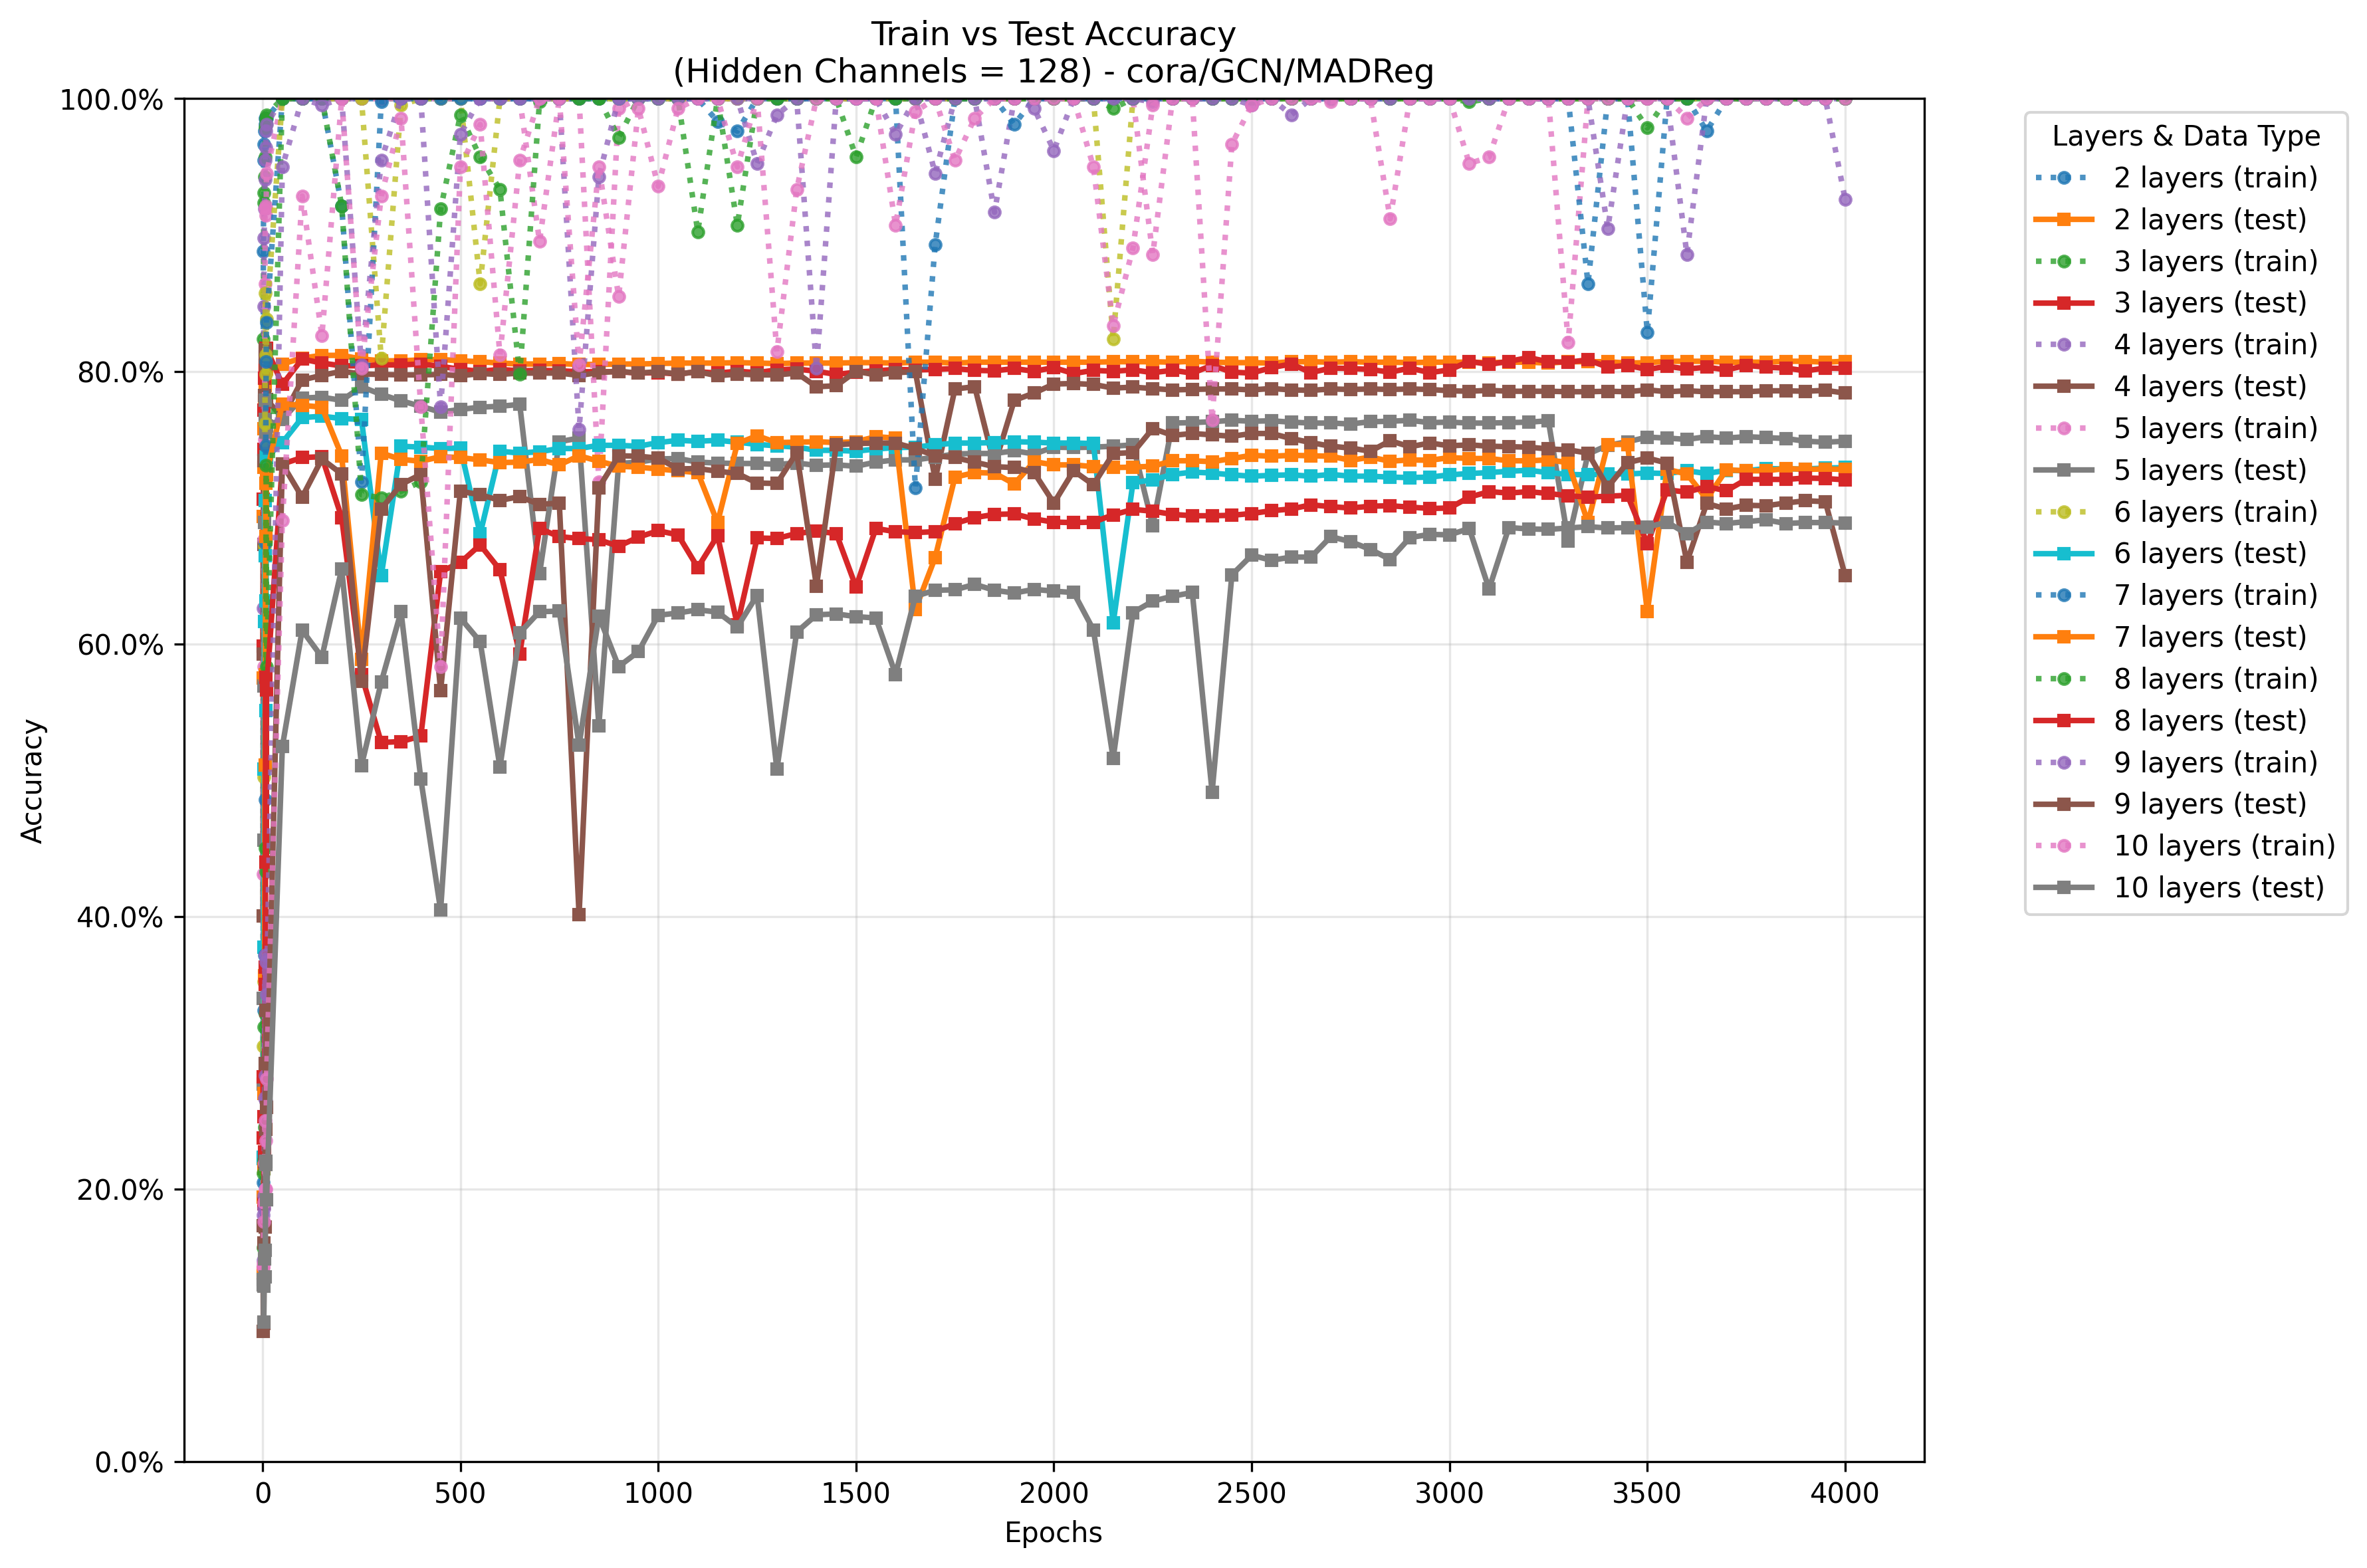 Train vs Test Accuracy
(Hidden Channels = 128) - cora/GCN/MADReg
100.0%
80.0%
60.0%
40.0%
20.0%
0.0%
Accuracy
0 500 1000 1500 2000 2500 3000 3500 4000
Epochs
Layers & Data Type
2 layers (train)
2 layers (test)
3 layers (train)
3 layers (test)
4 layers (train)
4 layers (test)
5 layers (train)
5 layers (test)
6 layers (train)
6 layers (test)
7 layers (train)
7 layers (test)
8 layers (train)
8 layers (test)
9 layers (train)
9 layers (test)
10 layers (train)
10 layers (test)